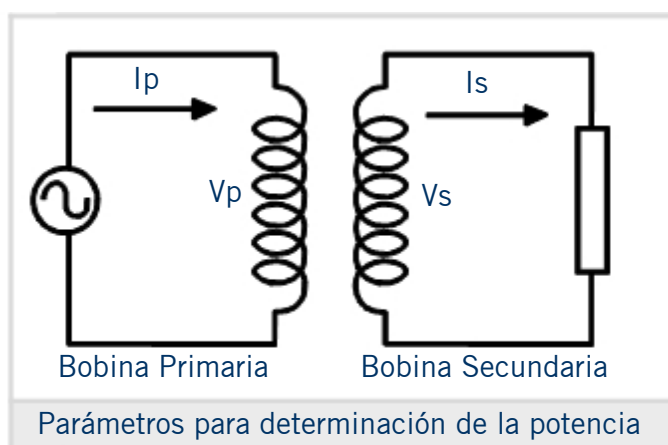 Ip
Is
Vp
Vs
Bobina Primaria
Bobina Secundaria
Parámetros para determinación de la potencia